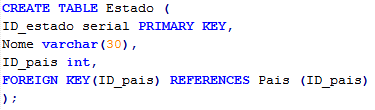 CREATE TABLE Estado (
ID_estado serial PRIMARY KEY,
Nome varchar(30),
ID_pais int,
FOREIGN KEY(ID_pais) REFERENCES Pais (ID_pais)
);